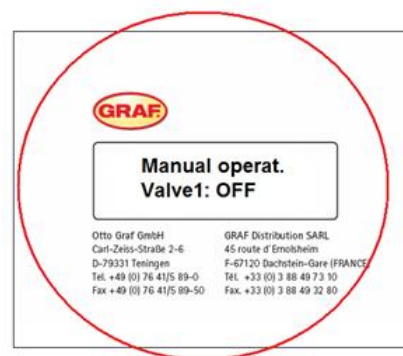 GRAF
Manual operat.
Valve1: OFF
Otto Graf GmbH
Carl-Zeiss-Straße 2-6
D-79331 Teningen
Tel. +49 (0) 76 41/5 89-0
Fax +49 (0) 76 41/5 89-50
GRAF Distribution SARL
45 route d'Ernolsheim
F-67120 Dachstein-Gare (FRANCE)
Tél. +33 (0) 3 88 49 73 10
Fax. +33 (0) 3 88 49 32 80